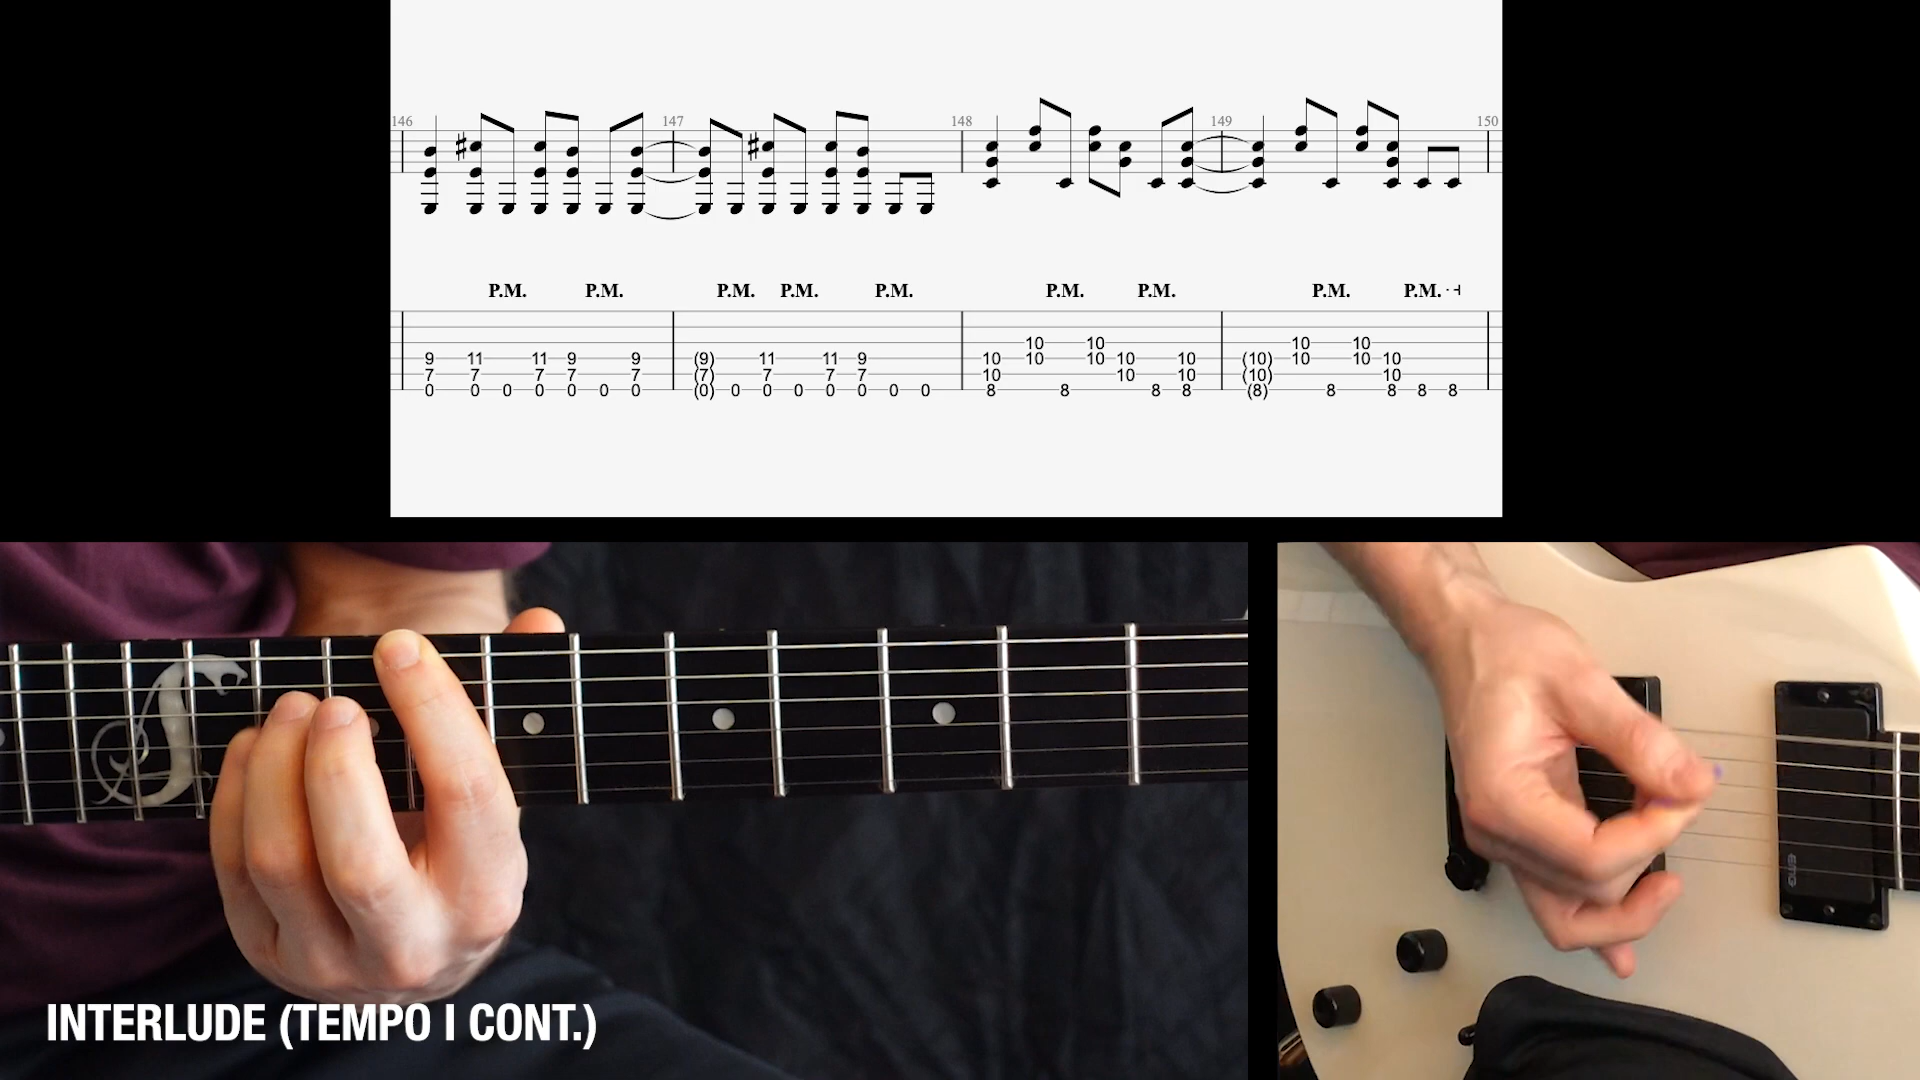 146 147 148 149 150
P.M. P.M. P.M. P.M. P.M. P.M. P.M. P.M. P.M.
10 10 10 10
9 11 11 9 9 (9) 11 11 9 10 10 10 10 10 (10) 10 10 10
7 7 7 7 7 (7) 7 7 7 10 10 10 (10) 10
0 0 0 0 0 0 0 (0) 0 0 0 0 0 0 0 8 8 8 8 (8) 8 8 8 8
EMG
INTERLUDE (TEMPO I CONT.)